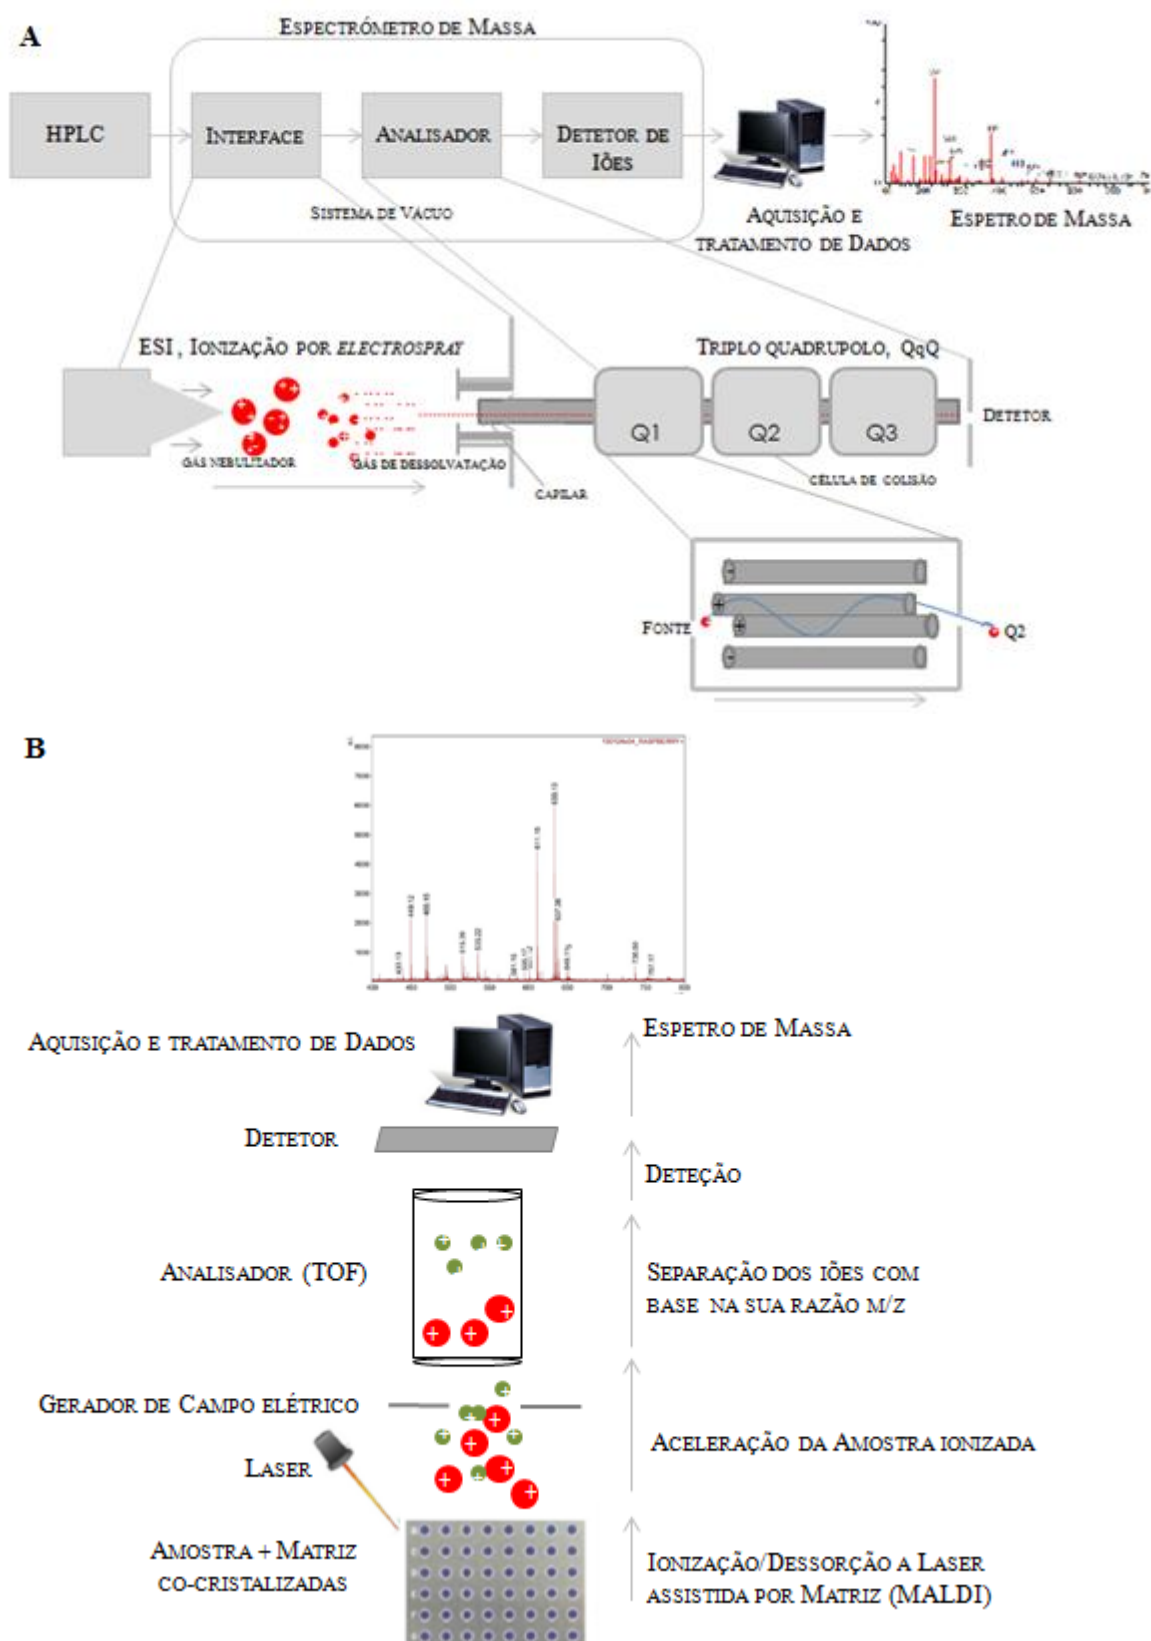 A
ESPECTRÓMETRO DE MASSA
HPLC
INTERFACE
ANALISADOR
DETETOR DE
IÕES
SISTEMA DE VÁCUO
AQUISIÇÃO E
TRATAMENTO DE DADOS
ESPETRO DE MASSA
ESI , IONIZAÇÃO POR ELECTROSPRAY
TRIPLO QUADRUPOLO, QqQ
Q1
Q2
Q3
DETETOR
GÁS NEBULIZADOR
GÁS DE DESSOLVATAÇÃO
CAPILAR
CÉLULA DE COLISÃO
FONTE
Q2
B
449.12
611.16
AQUISIÇÃO E TRATAMENTO DE DADOS
ESPETRO DE MASSA
DETETOR
DETEÇÃO
ANALISADOR (TOF)
SEPARAÇÃO DOS IÕES COM
BASE NA SUA RAZÃO M/Z
GERADOR DE CAMPO ELÉTRICO
ACELERAÇÃO DA AMOSTRA IONIZADA
LASER
AMOSTRA + MATRIZ
CO-CRISTALIZADAS
IONIZAÇÃO/DESSORÇÃO A LASER
ASSISTIDA POR MATRIZ (MALDI)